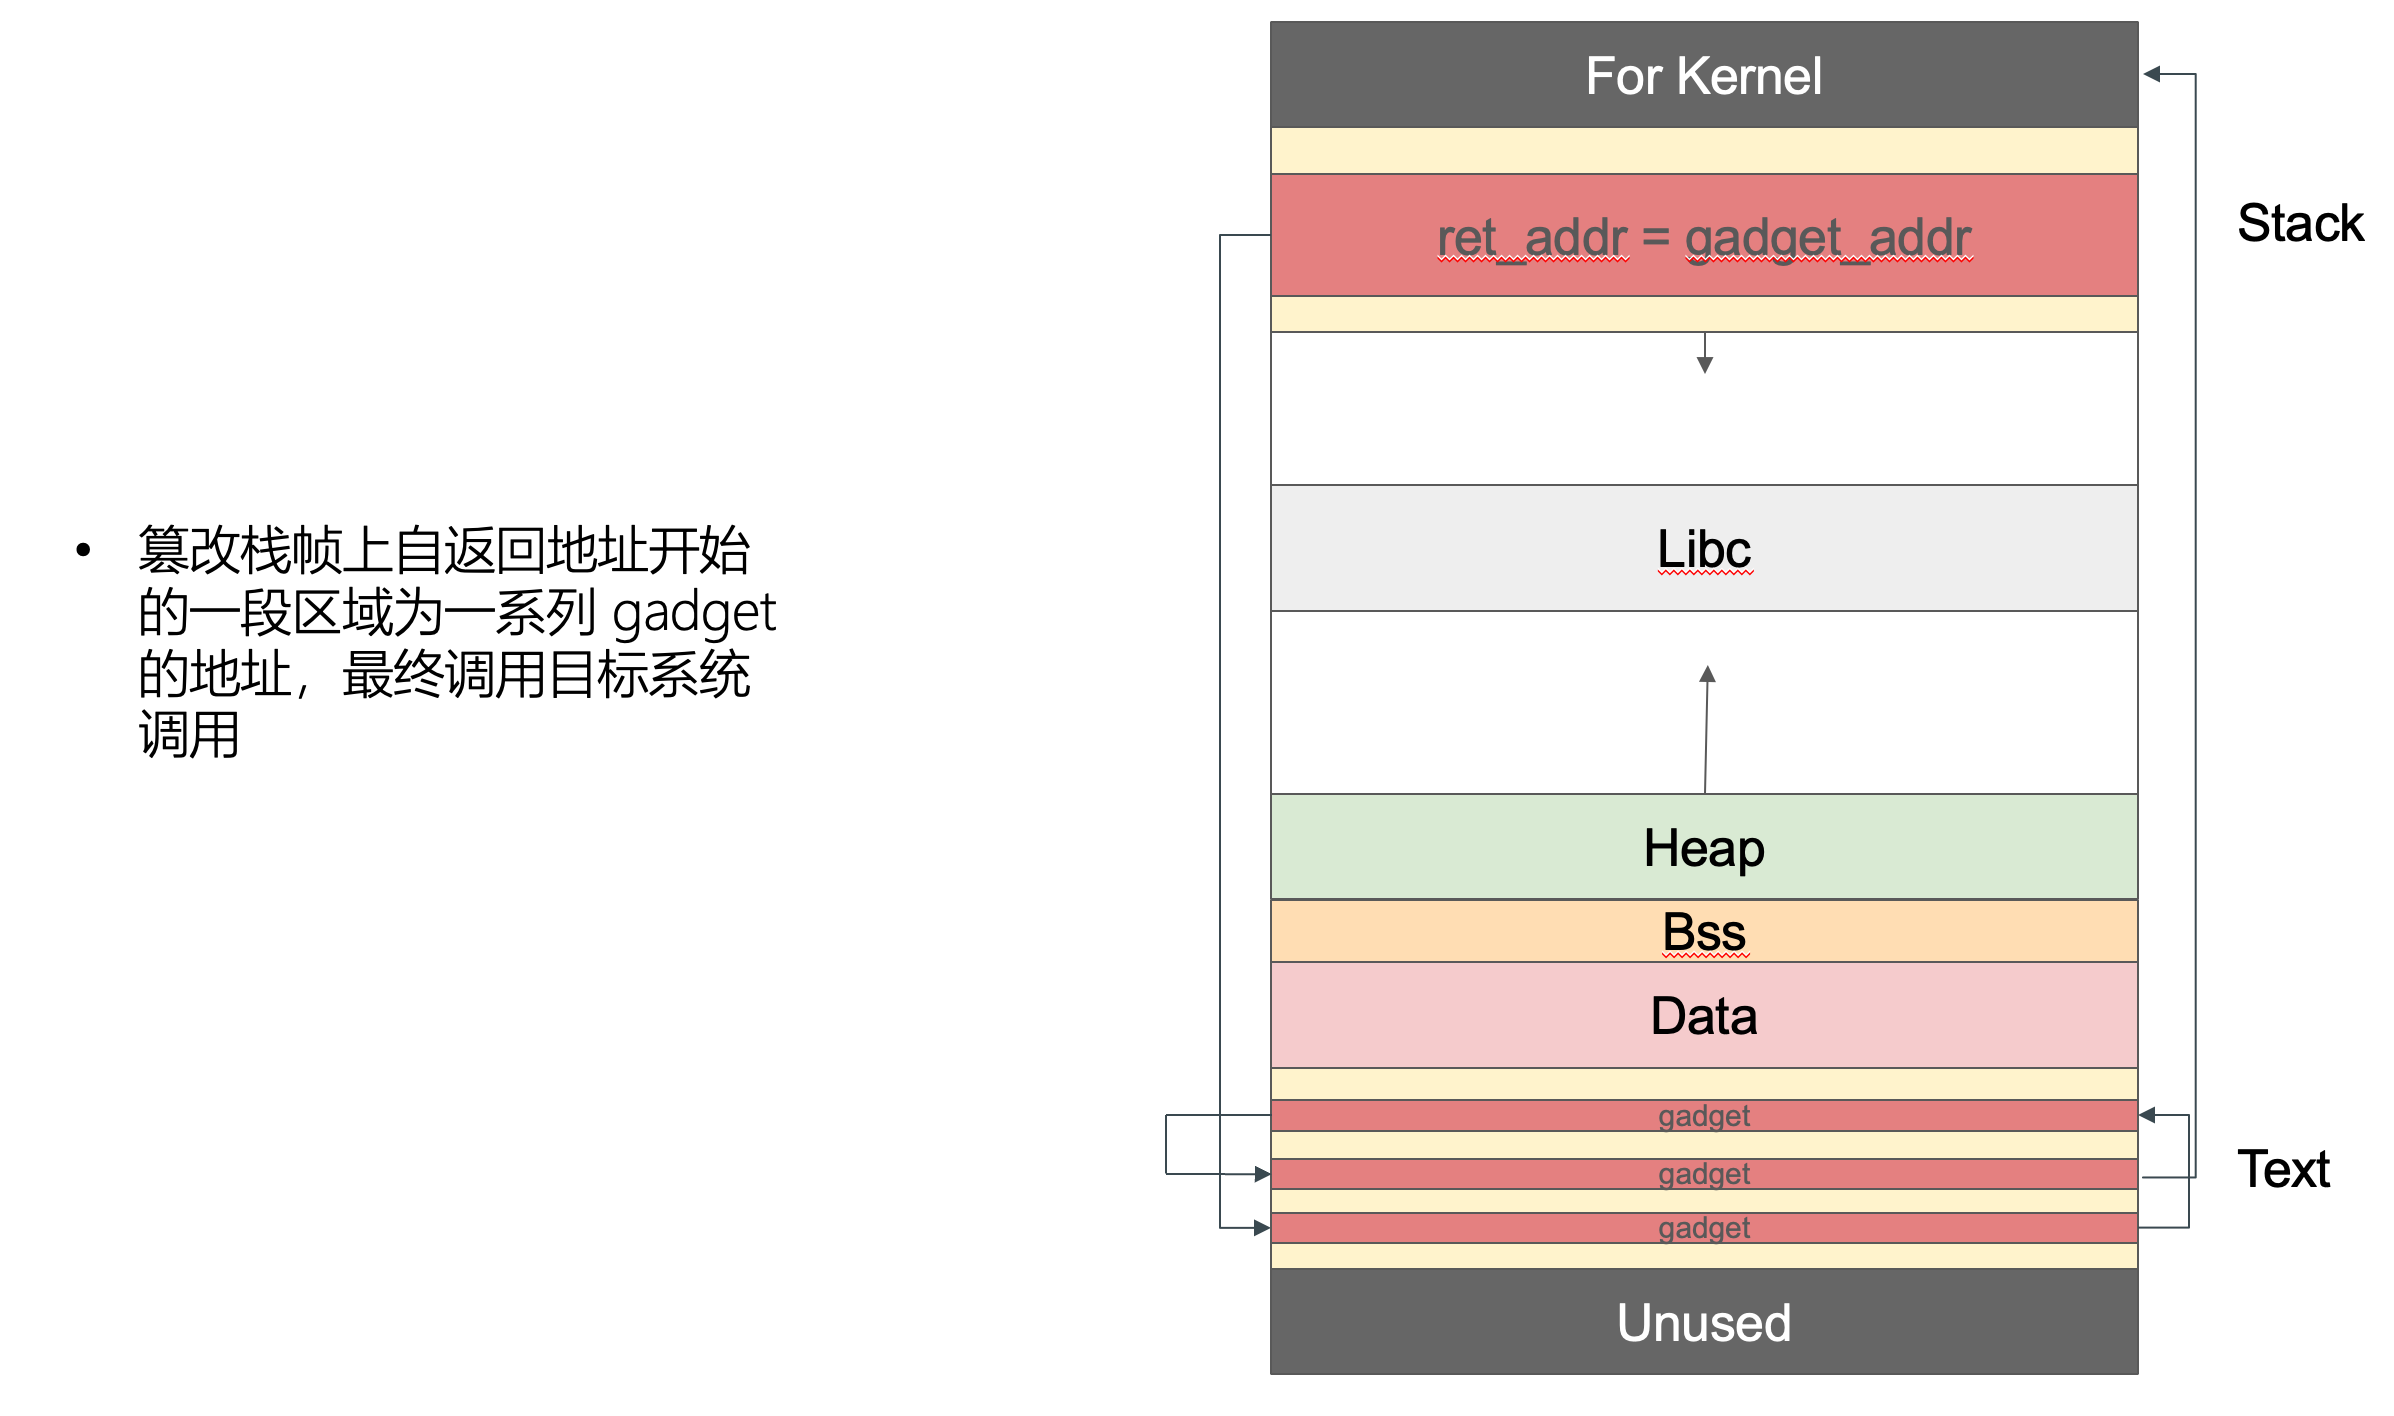 • 篡改栈帧上自返回地址开始
的一段区域为一系列 gadget
的地址，最终调用目标系统
调用
For Kernel
Stack
ret_addr = gadget_addr
Libc
Heap
Bss
Data
gadget
gadget
Text
gadget
Unused